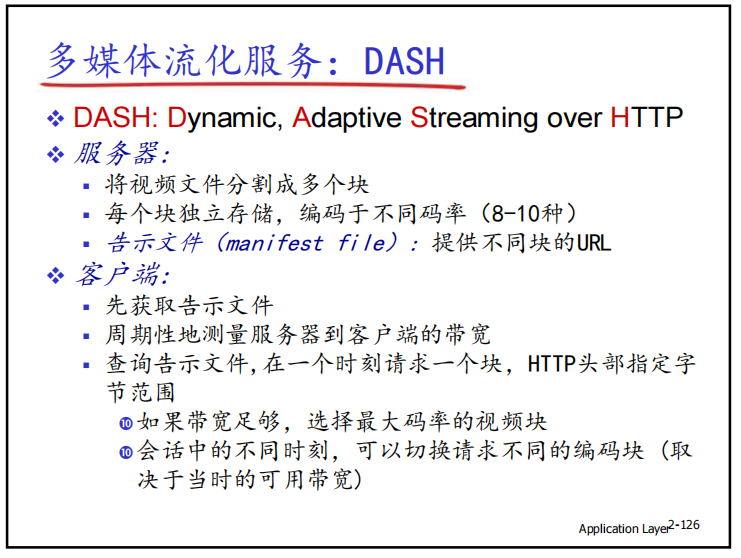 多媒体流化服务：DASH
❖ DASH: Dynamic, Adaptive Streaming over HTTP
❖ 服务器：
▪ 将视频文件分割成多个块
▪ 每个块独立存储，编码于不同码率（8-10种）
▪ 告示文件（manifest file）：提供不同块的URL
❖ 客户端：
▪ 先获取告示文件
▪ 周期性地测量服务器到客户端的带宽
▪ 查询告示文件,在一个时刻请求一个块，HTTP头部指定字
节范围
❿如果带宽足够，选择最大码率的视频块
❿会话中的不同时刻，可以切换请求不同的编码块 (取
决于当时的可用带宽)
Application Layer 2-126